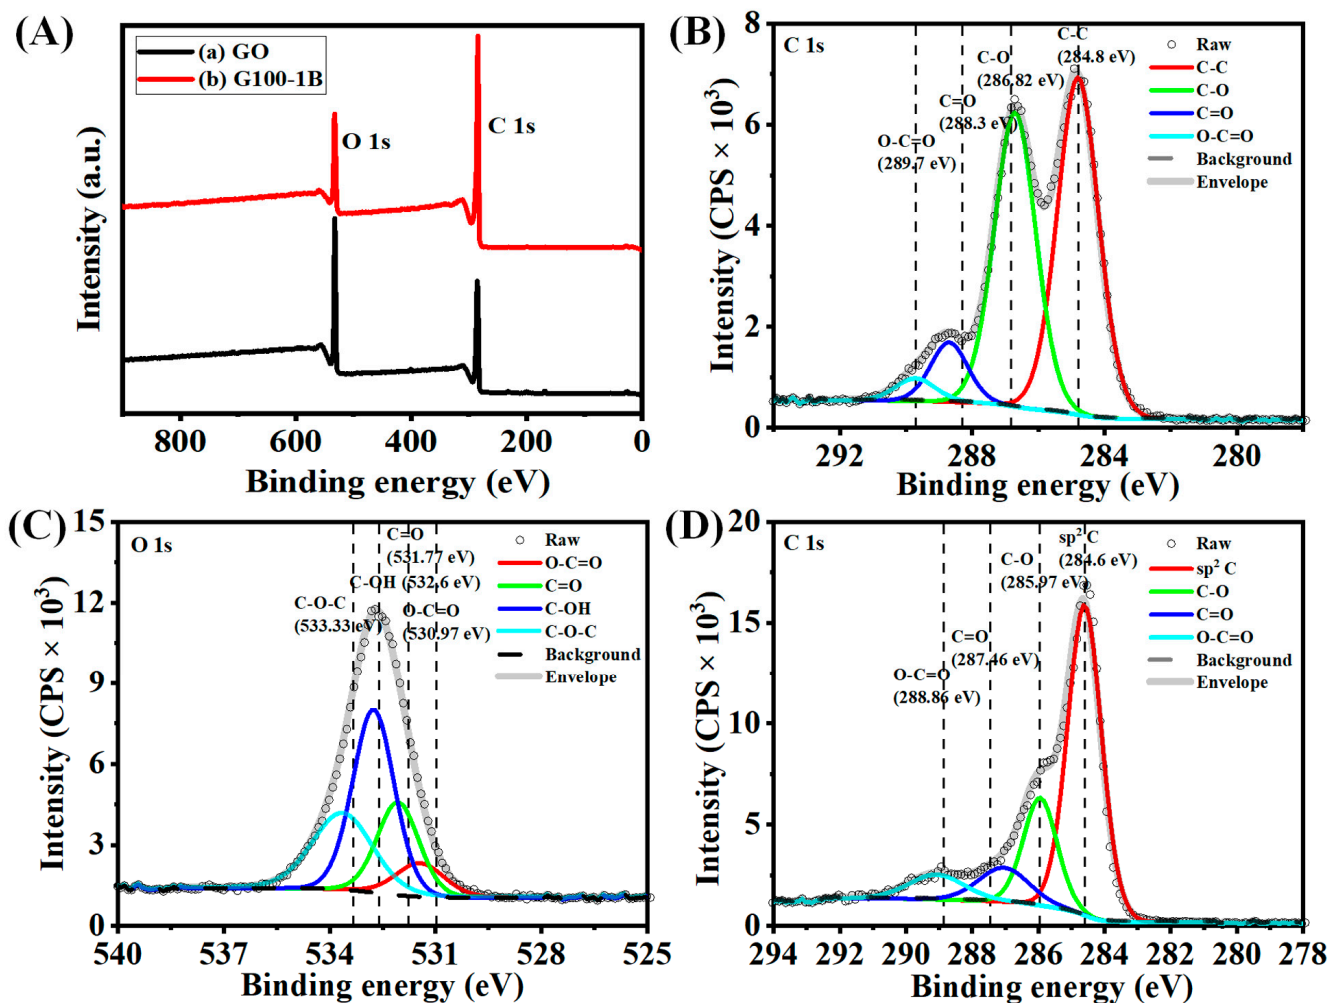 (A)
(a) GO
(b) G100-1B
O 1s
C 1s
Intensity (a.u.)
800 600 400 200 0
Binding energy (eV)
(B)
C 1s
C-C
(284.8 eV)
C-O
(286.82 eV)
C=O
(288.3 eV)
O-C=O
(289.7 eV)
Raw
C-C
C-O
C=O
O-C=O
Background
Envelope
Intensity (CPS × 10³)
8
6
4
2
0
292 288 284 280
Binding energy (eV)
(C)
O 1s
C=O
(531.77 eV)
C-OH (532.6 eV)
C-O-C
(533.33 eV)
O-C=O
(530.97 eV)
Raw
O-C=O
C=O
C-OH
C-O-C
Background
Envelope
Intensity (CPS × 10³)
15
12
9
6
3
0
540 537 534 531 528 525
Binding energy (eV)
(D)
C 1s
sp² C
(284.6 eV)
C-O
(285.97 eV)
C=O
(287.46 eV)
O-C=O
(288.86 eV)
Raw
sp² C
C-O
C=O
O-C=O
Background
Envelope
Intensity (CPS × 10³)
20
15
10
5
0
294 292 290 288 286 284 282 280 278
Binding energy (eV)